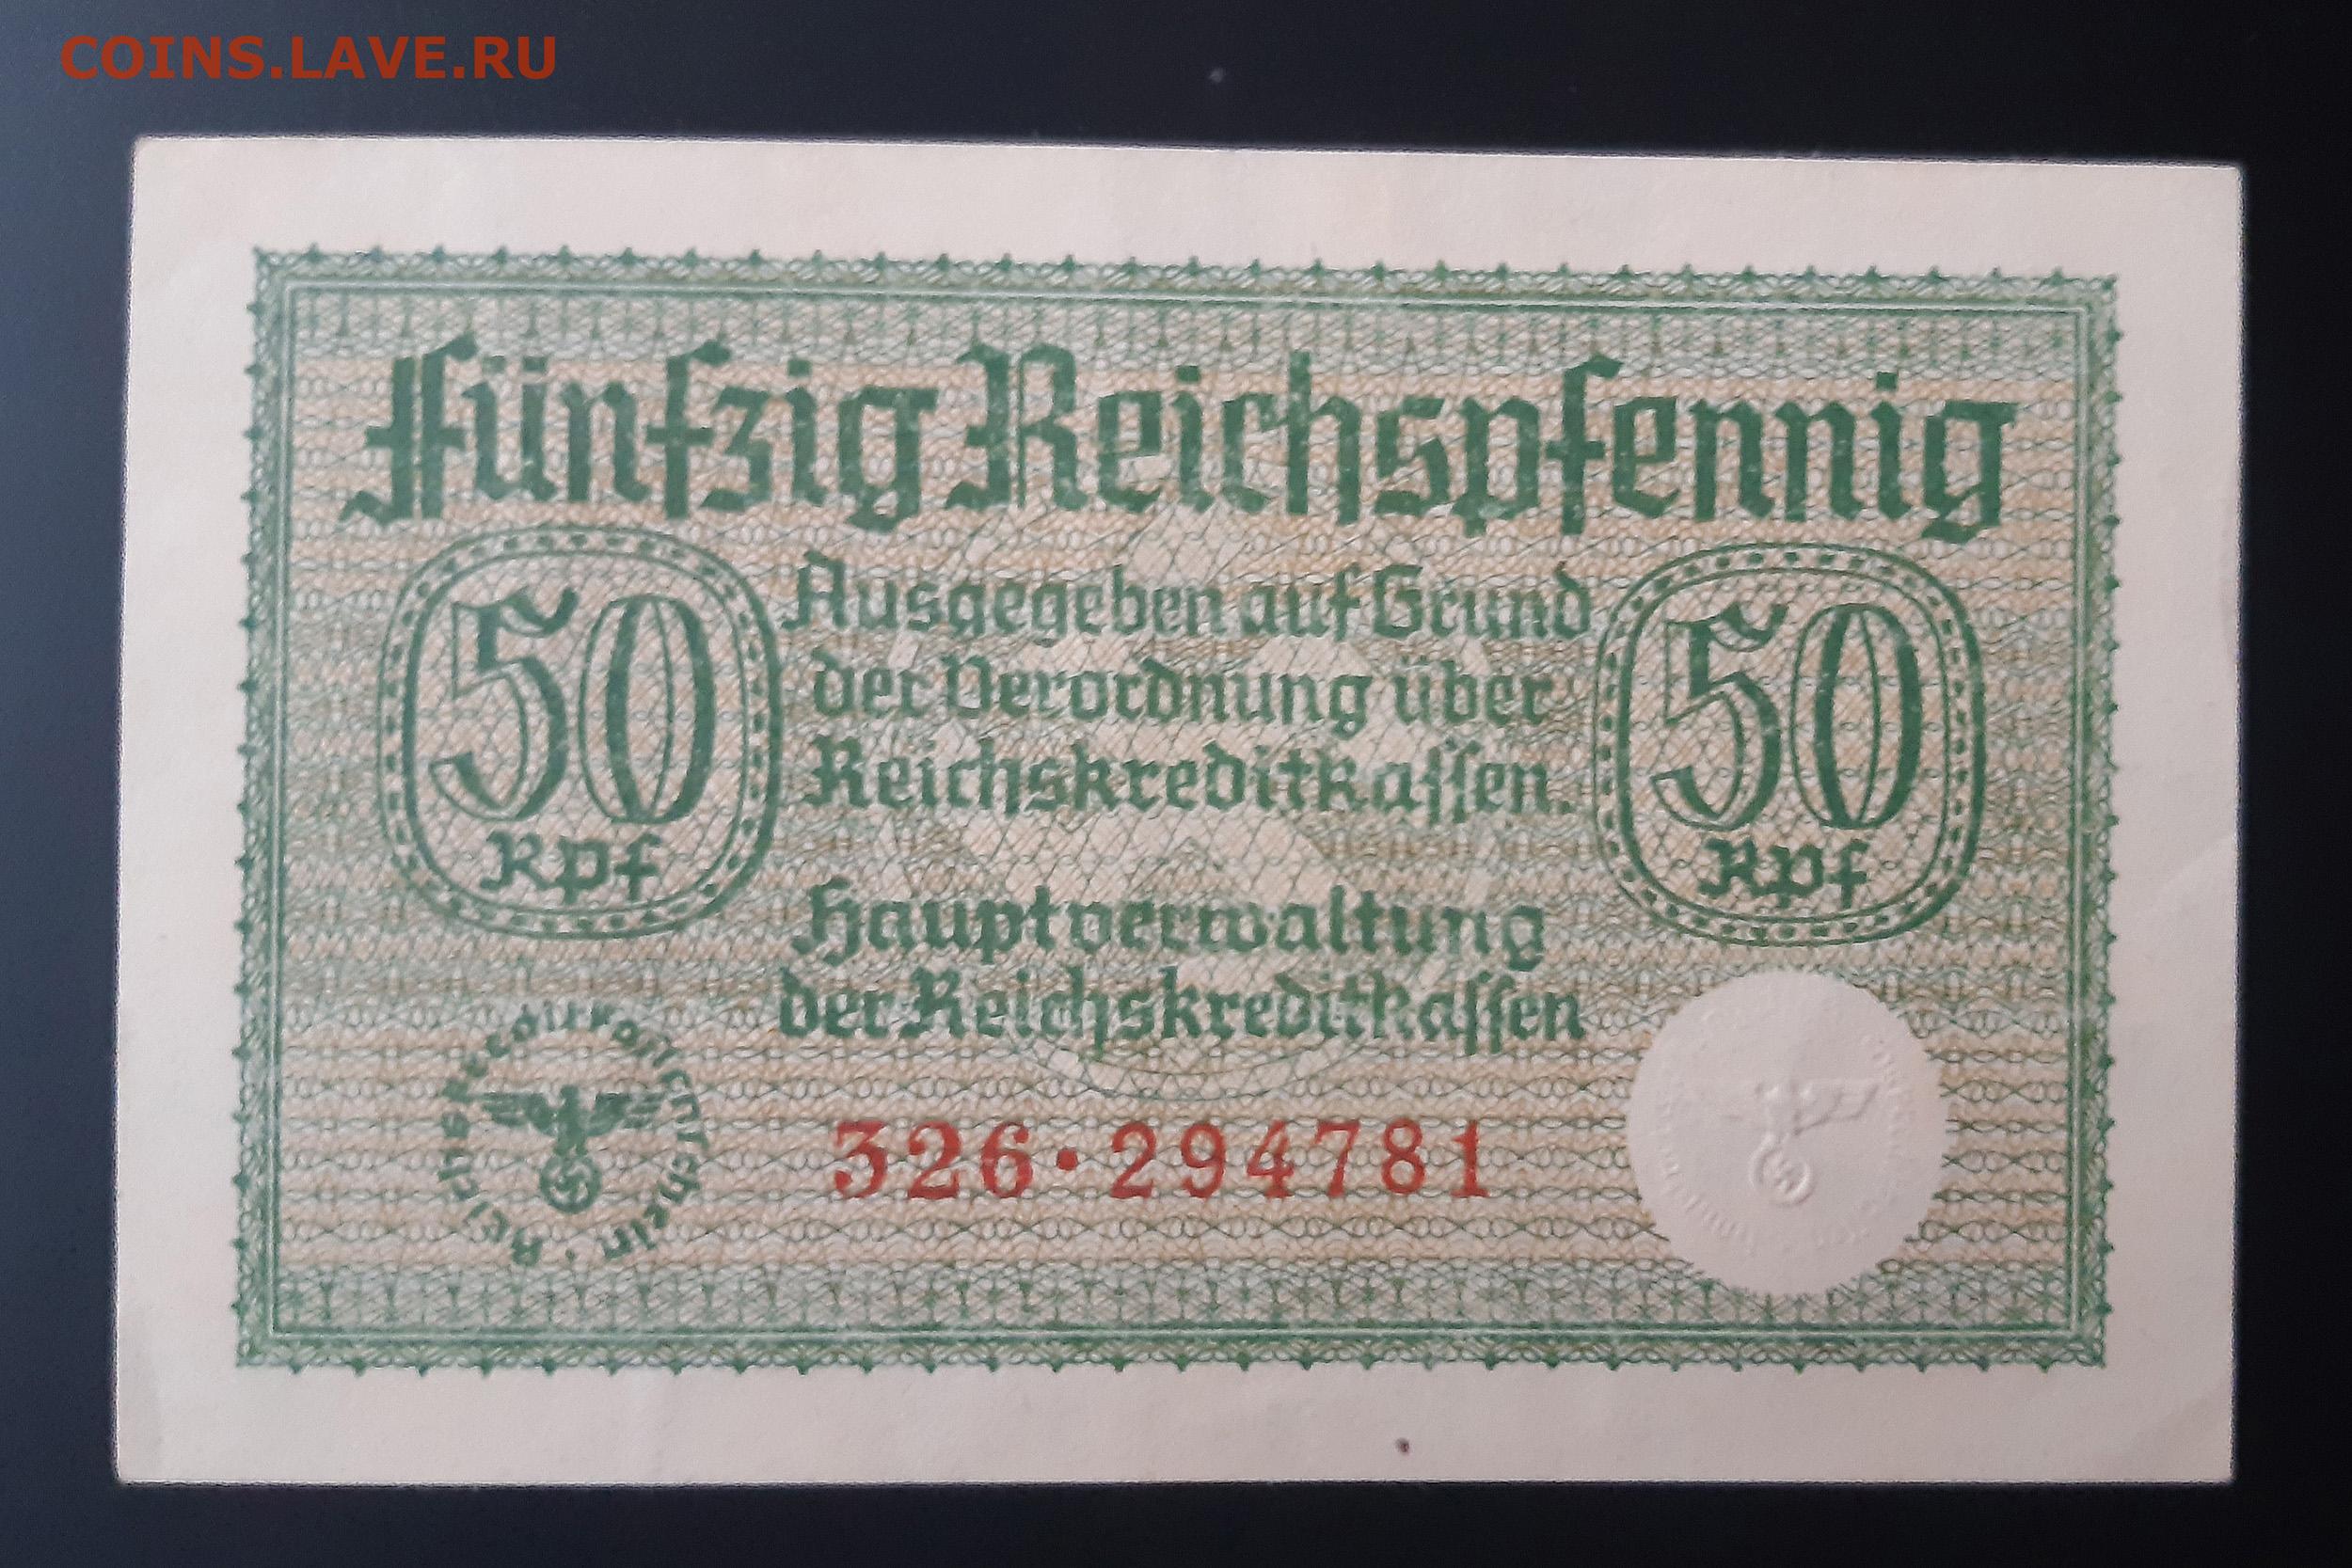 COINS.LAVE.RU
Fünfzig Reichspfennig
50
Rpf
Ausgegeben auf Grund
der Verordnung über
Reichskreditkassen.
50
Rpf
Hauptverwaltung
der Reichskreditkassen
Reichskreditkassenschein ·
326·294781